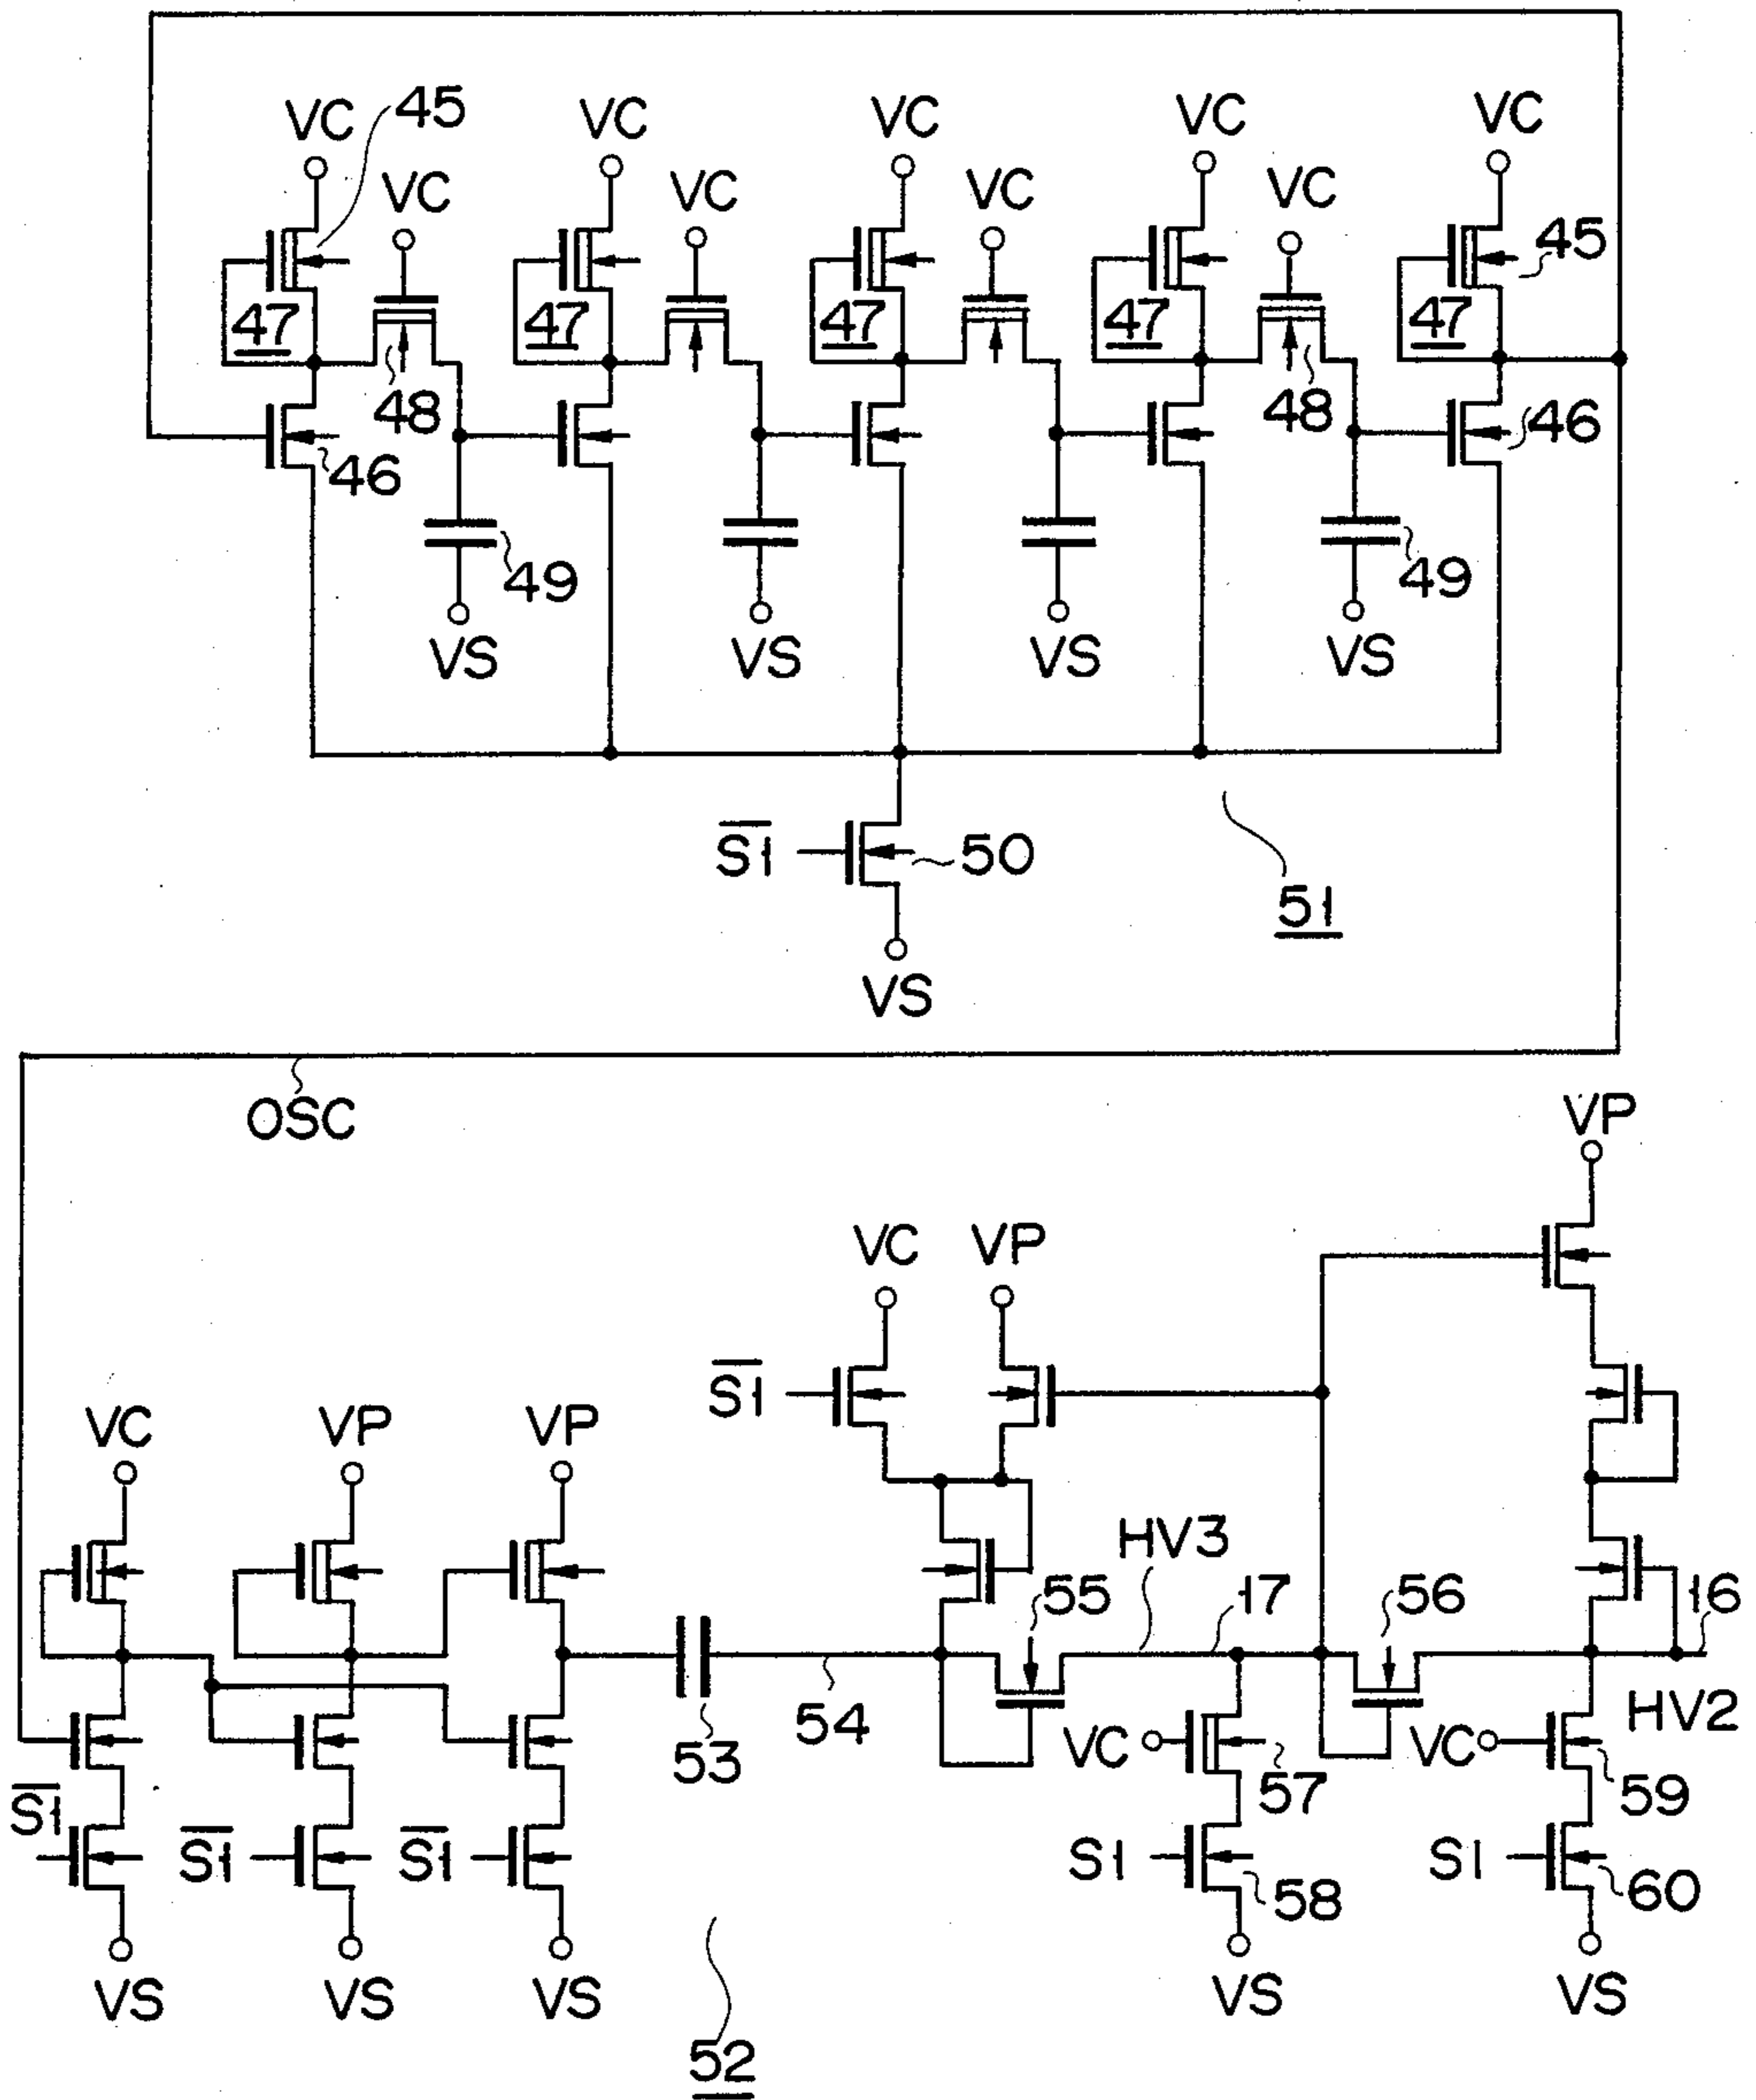 VC 45 VC VC VC VC
VC VC VC VC
45
47 47 47 47 47
48 48
46 46
49 49
VS VS VS VS
S1 50
51
VS
OSC
VP
VC VP
S1
VC VP VP
HV3
55 17 56 16
54
53
VC 57 VC HV2
59
S1 S1 S1
S1 58 S1 60
VS VS VS VS VS
52